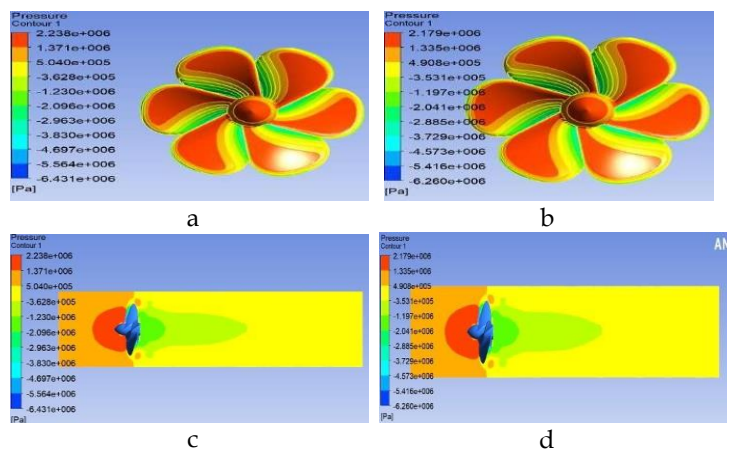 Pressure
Contour 1
2.238e+006
1.371e+006
5.040e+005
-3.628e+005
-1.230e+006
-2.096e+006
-2.963e+006
-3.830e+006
-4.697e+006
-5.564e+006
-6.431e+006
[Pa]
a
Pressure
Contour 1
2.179e+006
1.335e+006
4.908e+005
-3.531e+005
-1.197e+006
-2.041e+006
-2.885e+006
-3.729e+006
-4.573e+006
-5.416e+006
-6.260e+006
[Pa]
b
Pressure
Contour 1
2.238e+006
1.371e+006
5.040e+005
-3.628e+005
-1.230e+006
-2.096e+006
-2.963e+006
-3.830e+006
-4.697e+006
-5.564e+006
-6.431e+006
[Pa]
c
Pressure
Contour 1
2.179e+006
1.335e+006
4.908e+005
-3.531e+005
-1.197e+006
-2.041e+006
-2.885e+006
-3.729e+006
-4.573e+006
-5.416e+006
-6.260e+006
[Pa]
AN
d